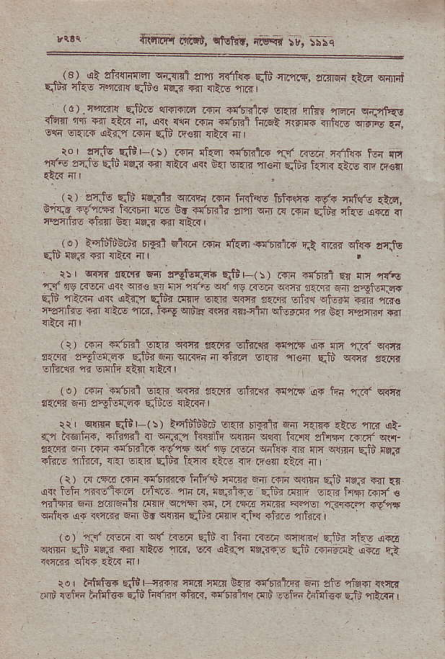 ৮২৪২ বাংলাদেশ গেজেট, অতিরিক্ত, নভেম্বর ১৮, ১৯১৭
(৪) এই প্রবিধানমালা অনুযায়ী প্রাপ্য সর্বাধিক ছুটি সাপেক্ষে, প্রয়োজন হইলে অন্যান্য
ছুটির সহিত সংগরোধ ছুটিও মঞ্জুর করা যাইতে পারে।
(৫) সংগরোধ ছুটিতে থাকাকালে কোন কর্মচারীকে তাহার দায়িত্ব পালনে অনুপস্থিত
বলিয়া গণ্য করা হইবে না, এবং যখন কোন কর্মচারী নিজেই সংক্রামক ব্যাধিতে আক্রান্ত হন,
তখন তাহাকে এইরূপ কোন ছুটি দেওয়া যাইবে না।
২০। প্রসূতি ছুটি।—(১) কোন মহিলা কর্মচারীকে পূর্ণ বেতনে সর্বাধিক তিন মাস
পর্যন্ত প্রসূতি ছুটি মঞ্জুর করা যাইবে এবং উহা তাহার পাওনা ছুটির হিসাব হইতে বাদ দেওয়া
হইবে না।
(২) প্রসূতি ছুটি মঞ্জুরীর আবেদন কোন নিবন্ধিত চিকিৎসক কর্তৃক সমর্থিত হইলে,
উপযুক্ত কর্তৃপক্ষের বিবেচনা মতে উক্ত কর্মচারীর প্রাপ্য অন্য যে কোন ছুটির সহিত একত্রে বা
সম্প্রসারিত করিয়া উহা মঞ্জুর করা যাইবে।
(৩) ইন্সটিটিউটের চাকুরী জীবনে কোন মহিলা কর্মচারীকে দুই বারের অধিক প্রসূতি
ছুটি মঞ্জুর করা যাইবে না।
২১। অবসর গ্রহণের জন্য প্রস্তুতিমূলক ছুটি।—(১) কোন কর্মচারী ছয় মাস পর্যন্ত
পূর্ণ গড় বেতনে এবং আরও ছয় মাস পর্যন্ত অর্ধ গড় বেতনে অবসর গ্রহণের জন্য প্রস্তুতিমূলক
ছুটি পাইবেন এবং এইরূপ ছুটির মেয়াদ তাহার অবসর গ্রহণের তারিখ অতিক্রম করার পরেও
সম্প্রসারিত করা যাইতে পারে, কিন্তু আটান্ন বৎসর বয়ঃ-সীমা অতিক্রমের পর উহা সম্প্রসারণ করা
যাইবে না।
(২) কোন কর্মচারী তাহার অবসর গ্রহণের তারিখের কমপক্ষে এক মাস পূর্বে অবসর
গ্রহণের প্রস্তুতিমূলক ছুটির জন্য আবেদন না করিলে তাহার পাওনা ছুটি অবসর গ্রহণের
তারিখের পর তামাদি হইয়া যাইবে।
(৩) কোন কর্মচারী তাহার অবসর গ্রহণের তারিখের কমপক্ষে এক দিন পূর্বে অবসর
গ্রহণের জন্য প্রস্তুতিমূলক ছুটিতে যাইবেন।
২২। অধ্যয়ন ছুটি।—(১) ইন্সটিটিউটে তাহার চাকুরীর জন্য সহায়ক হইতে পারে এই-
রূপ বৈজ্ঞানিক, কারিগরী বা অনুরূপ বিষয়াদি অধ্যয়ন অথবা বিশেষ প্রশিক্ষণ কোর্সে অংশ-
গ্রহণের জন্য কোন কর্মচারীকে কর্তৃপক্ষ অর্ধ গড় বেতনে অনধিক বার মাস অধ্যয়ন ছুটি মঞ্জুর
করিতে পারিবে, যাহা তাহার ছুটির হিসাব হইতে বাদ দেওয়া হইবে না।
(২) যে ক্ষেত্রে কোন কর্মচারীকে নির্দিষ্ট সময়ের জন্য কোন অধ্যয়ন ছুটি মঞ্জুর করা হয়
এবং তিনি পরবর্তীকালে দেখিতে পান যে, মঞ্জুরীকৃত ছুটির মেয়াদ তাহার শিক্ষা কোর্স ও
পরীক্ষার জন্য প্রয়োজনীয় মেয়াদ অপেক্ষা কম, সে ক্ষেত্রে সময়ের স্বল্পতা পূরণকল্পে কর্তৃপক্ষ
অনধিক এক বৎসরের জন্য উক্ত অধ্যয়ন ছুটির মেয়াদ বৃদ্ধি করিতে পারিবে।
(৩) পূর্ণ বেতনে বা অর্ধ বেতনে ছুটি বা বিনা বেতনে অসাধারণ ছুটির সহিত একত্রে
অধ্যয়ন ছুটি মঞ্জুর করা যাইতে পারে, তবে এইরূপ মঞ্জুরকৃত ছুটি কোনক্রমেই একত্রে দুই
বৎসরের অধিক হইবে না।
২৩। নৈমিত্তিক ছুটি।—সরকার সময়ে সময়ে উহার কর্মচারীদের জন্য প্রতি পঞ্জিকা বৎসরে
মোট যতদিন নৈমিত্তিক ছুটি নির্ধারণ করিবে, কর্মচারীগণ মোট ততদিন নৈমিত্তিক ছুটি পাইবেন।